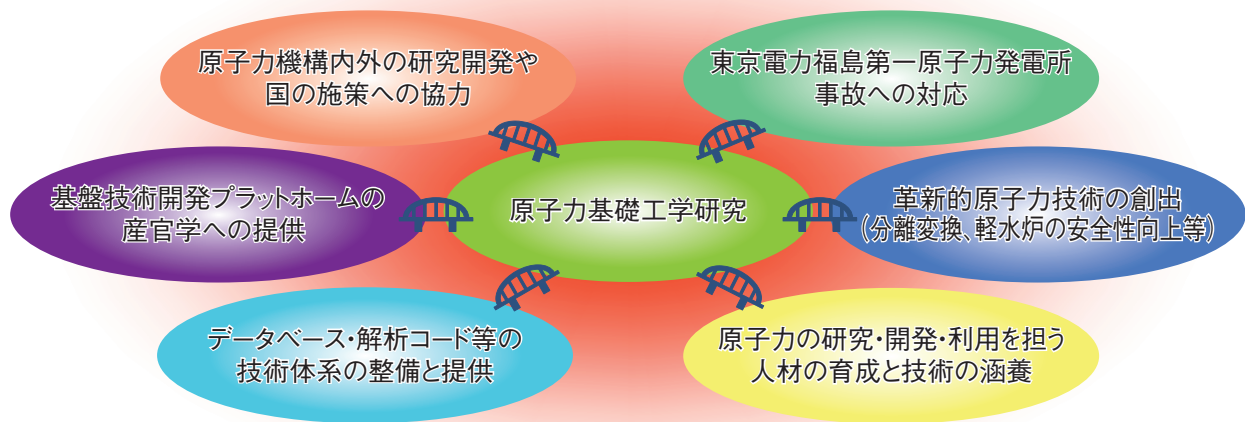 原子力機構内外の研究開発や
国の施策への協力
東京電力福島第一原子力発電所
事故への対応
基盤技術開発プラットホームの
産官学への提供
原子力基礎工学研究
革新的原子力技術の創出
（分離変換、軽水炉の安全性向上等）
データベース・解析コード等の
技術体系の整備と提供
原子力の研究・開発・利用を担う
人材の育成と技術の涵養